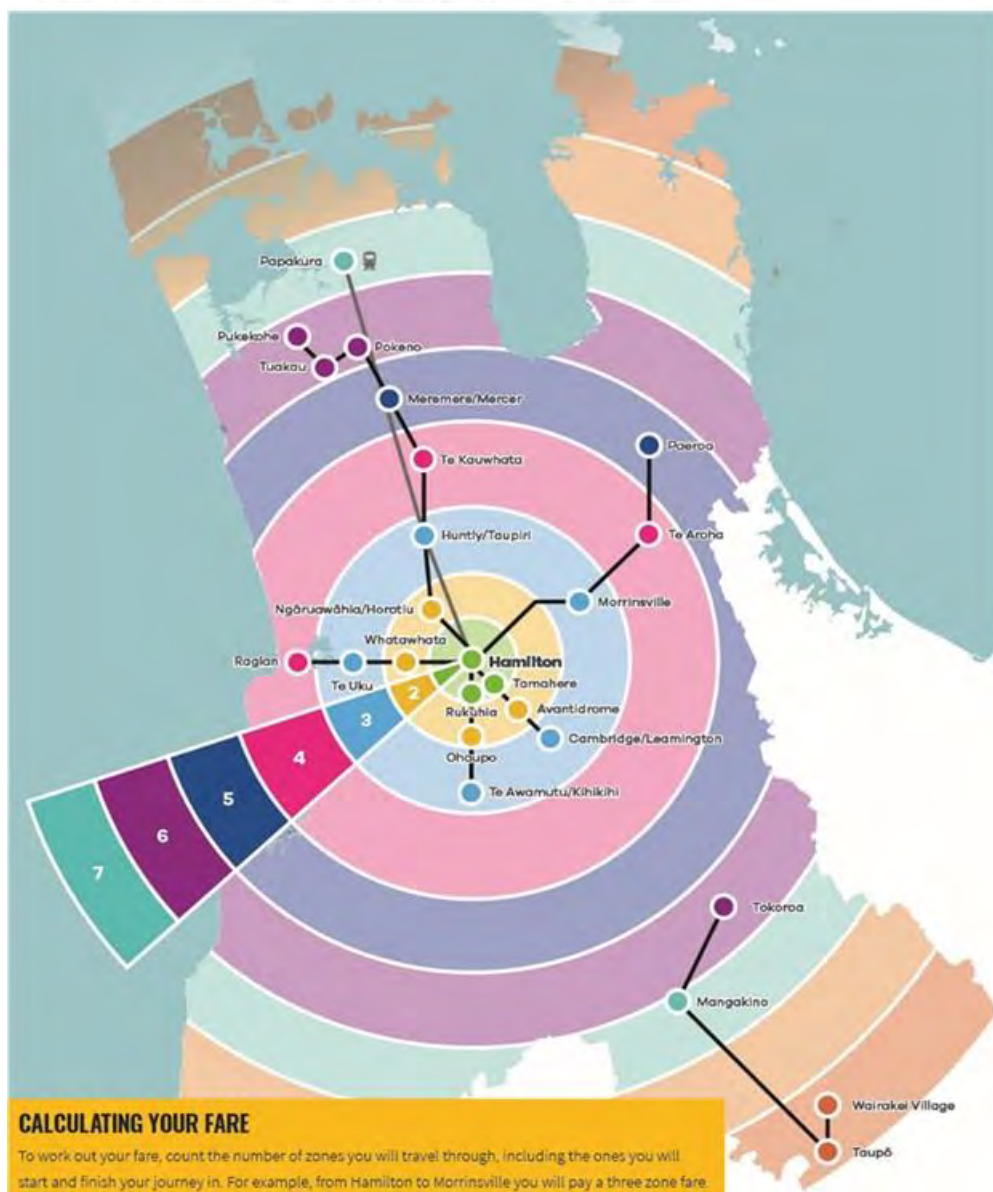 Papakura
Pukekohe
Pokeno
Tuakau
Meremere/Mercer
Paeroa
Te Kauwhata
Huntly/Taupiri
Te Aroha
Morrinsville
Ngāruawāhia/Horotiu
Whatawhata
Raglan
Hamilton
Te Uku
Tamahere
2
Rukuhia
Avantidrome
3
Cambridge/Leamington
4
Ohaupo
Te Awamutu/Kihikihi
5
6
7
Tokoroa
Mangakino
Wairakei Village
Taupō
CALCULATING YOUR FARE
To work out your fare, count the number of zones you will travel through, including the ones you will
start and finish your journey in. For example, from Hamilton to Morrinsville you will pay a three zone fare.